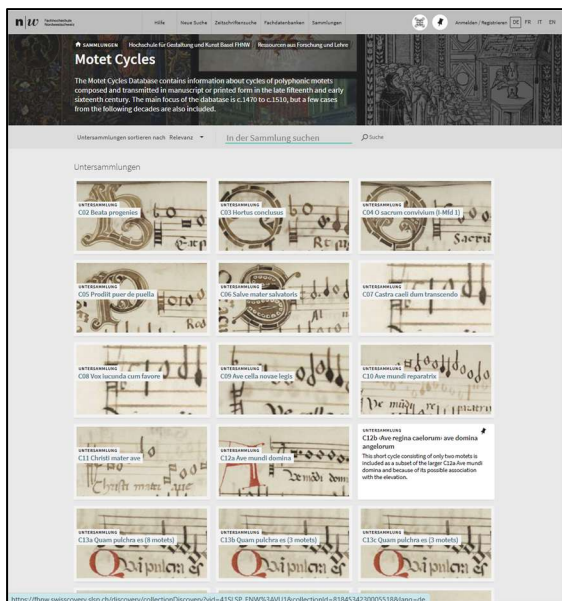 n|w Fachhochschule Nordwestschweiz
Hilfe Neue Suche Zeitschriftensuche Fachdatenbanken Sammlungen
Anmelden / Registrieren DE FR IT EN
SAMMLUNGEN Hochschule für Gestaltung und Kunst Basel FHNW Ressourcen aus Forschung und Lehre
Motet Cycles
The Motet Cycles Database contains information about cycles of polyphonic motets
composed and transmitted in manuscript or printed form in the late fifteenth and early
sixteenth century. The main focus of the dabatase is c.1470 to c.1510, but a few cases
from the following decades are also included.
Untersammlungen sortieren nach Relevanz
In der Sammlung suchen
Suche
Untersammlungen
UNTERSAMMLUNG
C02 Beata progenies
UNTERSAMMLUNG
C03 Hortus conclusus
UNTERSAMMLUNG
C04 O sacrum convivium (I-Mfd 1)
UNTERSAMMLUNG
C05 Prodiit puer de puella
UNTERSAMMLUNG
C06 Salve mater salvatoris
UNTERSAMMLUNG
C07 Castra caeli dum transcendo
UNTERSAMMLUNG
C08 Vox iucunda cum favore
UNTERSAMMLUNG
C09 Ave cella novae legis
UNTERSAMMLUNG
C10 Ave mundi reparatrix
UNTERSAMMLUNG
C11 Christi mater ave
UNTERSAMMLUNG
C12a Ave mundi domina
UNTERSAMMLUNG
C12b ‹Ave regina caelorum› ave domina
angelorum
This short cycle consisting of only two motets is
included as a subset of the larger C12a Ave mundi
domina and because of its possible association
with the elevation.
UNTERSAMMLUNG
C13a Quam pulchra es (8 motets)
UNTERSAMMLUNG
C13b Quam pulchra es (3 motets)
UNTERSAMMLUNG
C13c Quam pulchra es (3 motets)